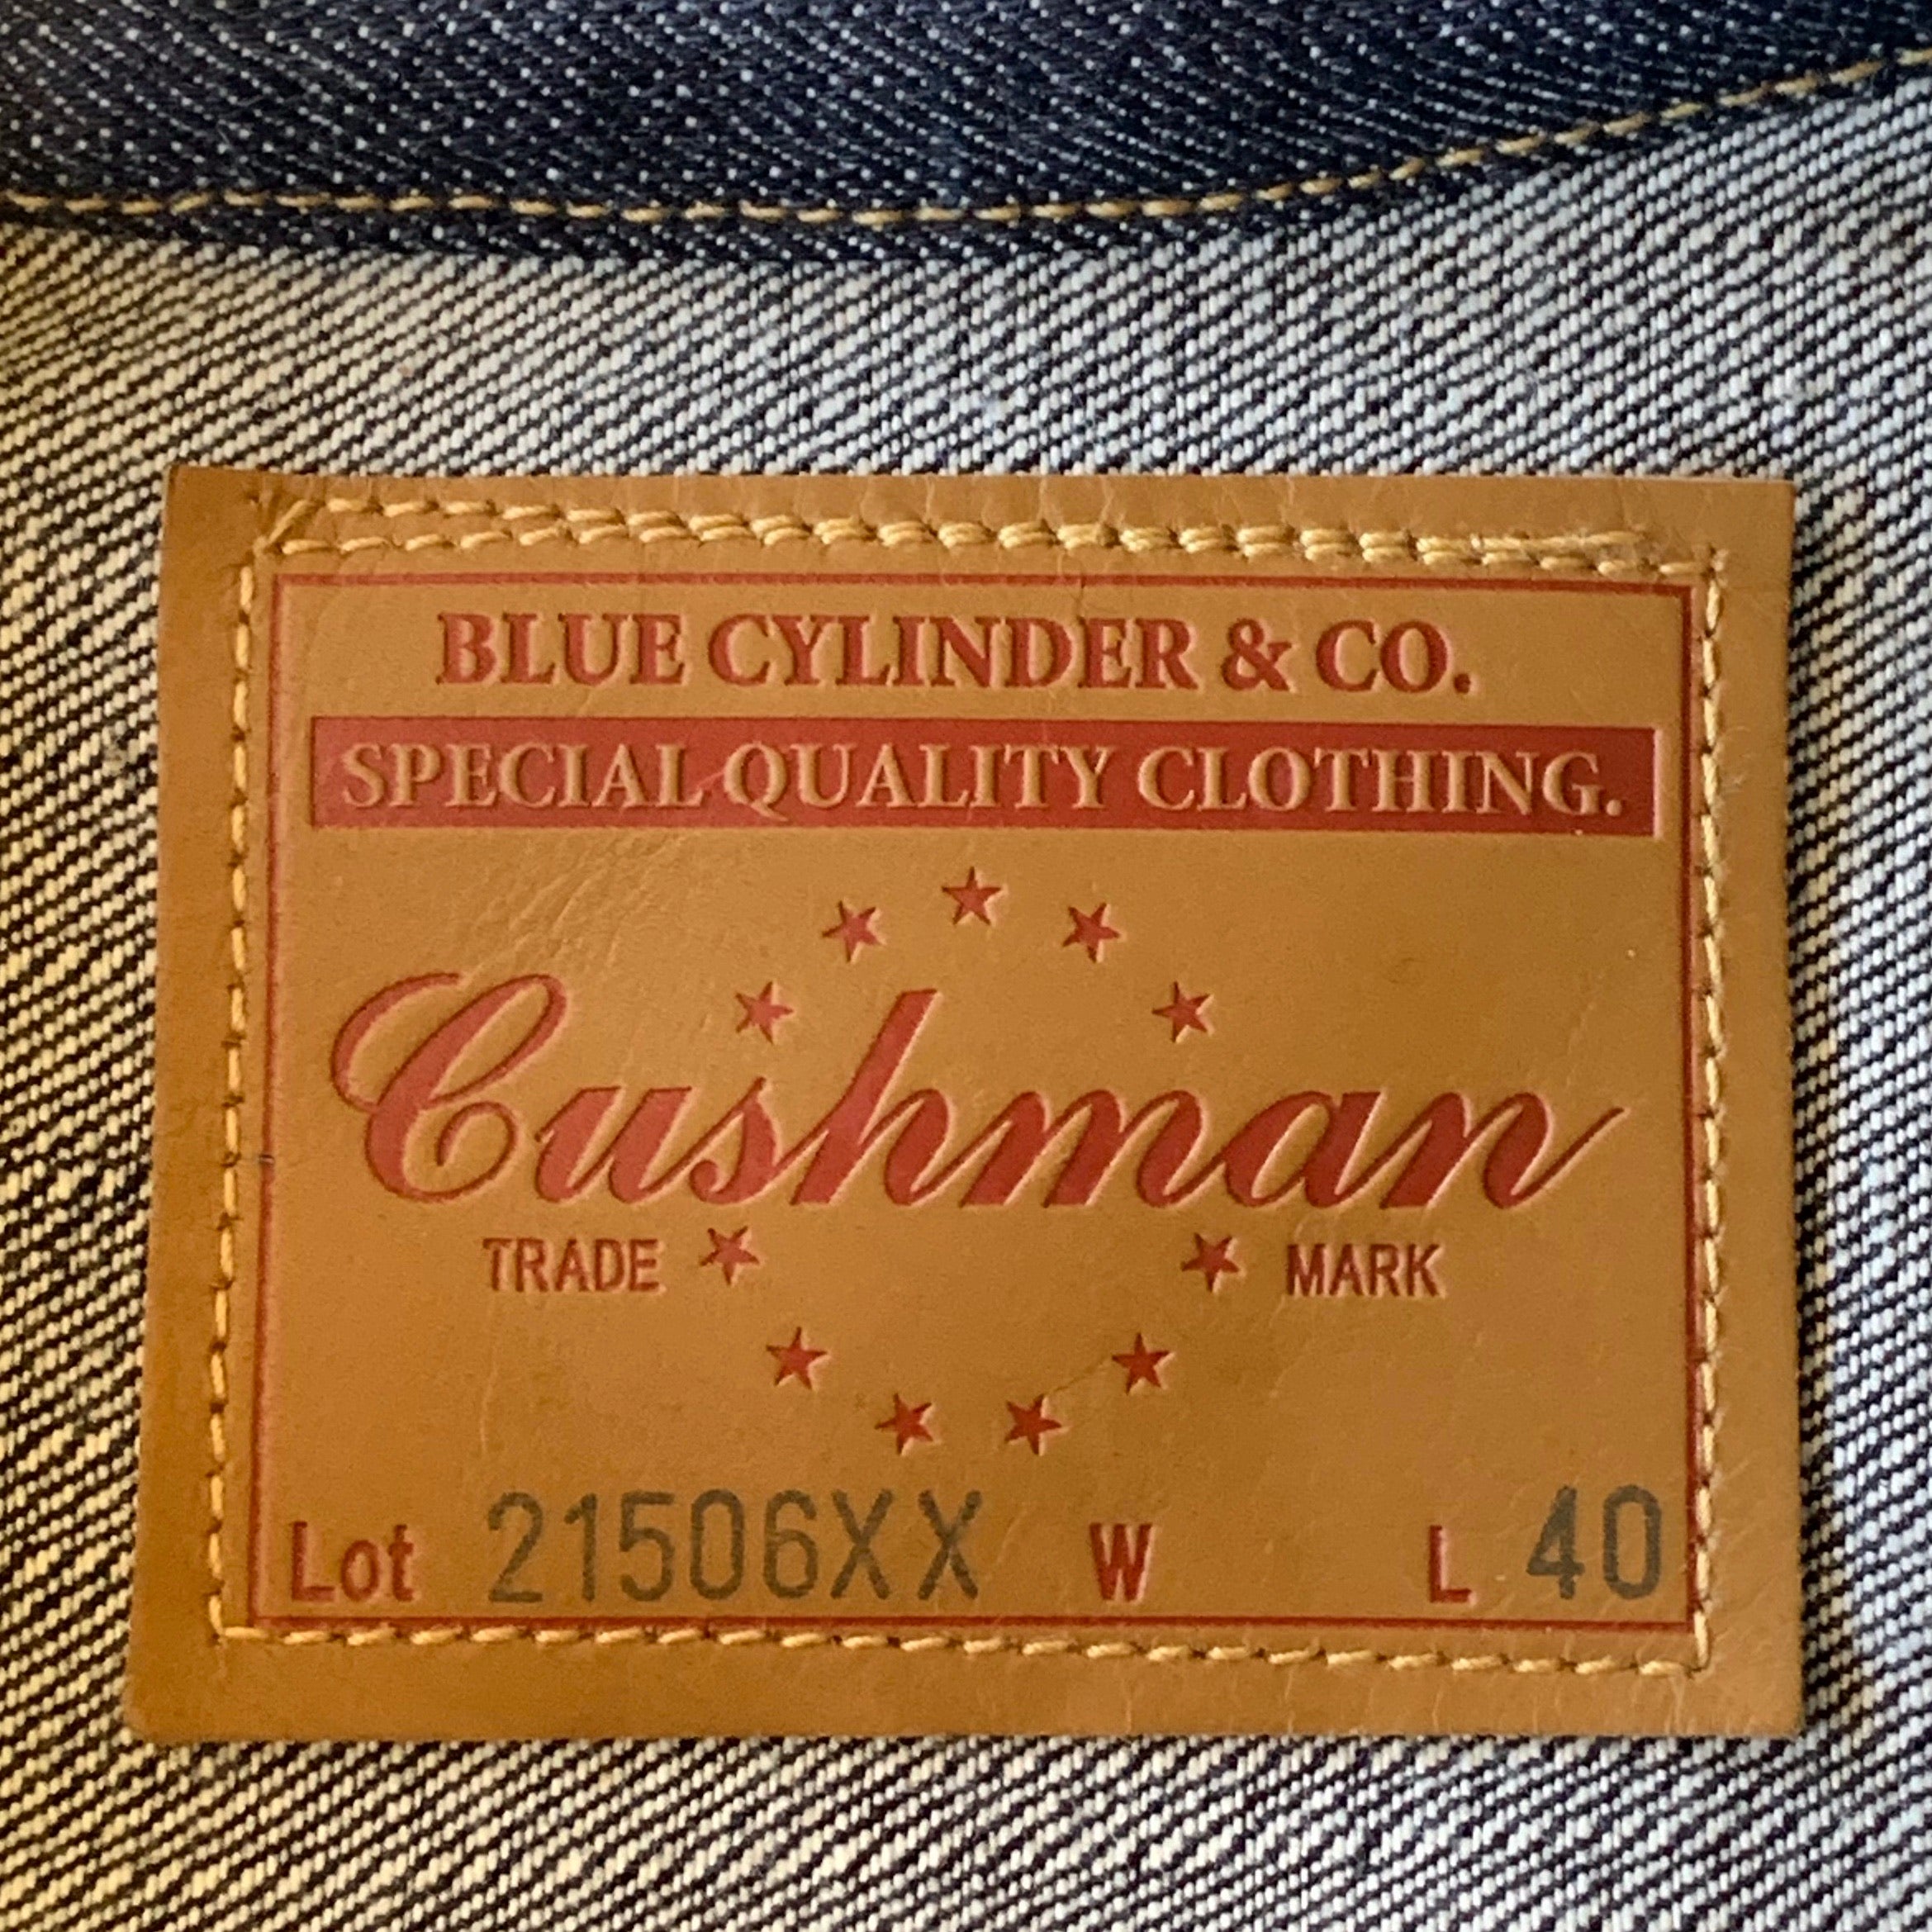 BLUE CYLINDER & CO.
SPECIAL QUALITY CLOTHING.
Cushman
TRADE MARK
Lot 21506XX W L 40